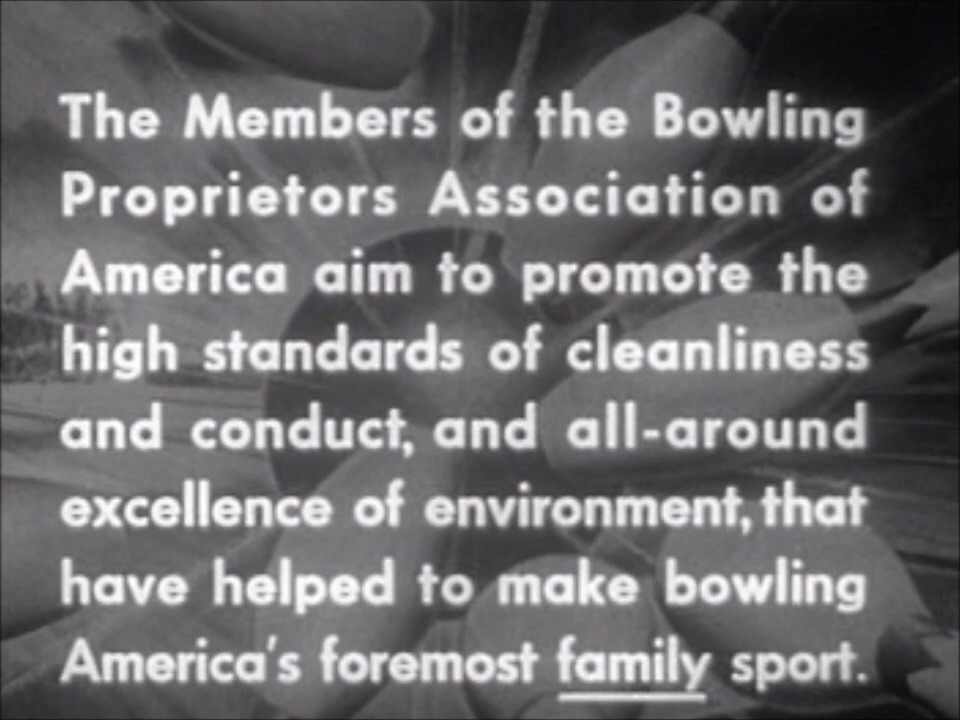 The Members of the Bowling
Proprietors Association of
America aim to promote the
high standards of cleanliness
and conduct, and all-around
excellence of environment, that
have helped to make bowling
America's foremost family sport.